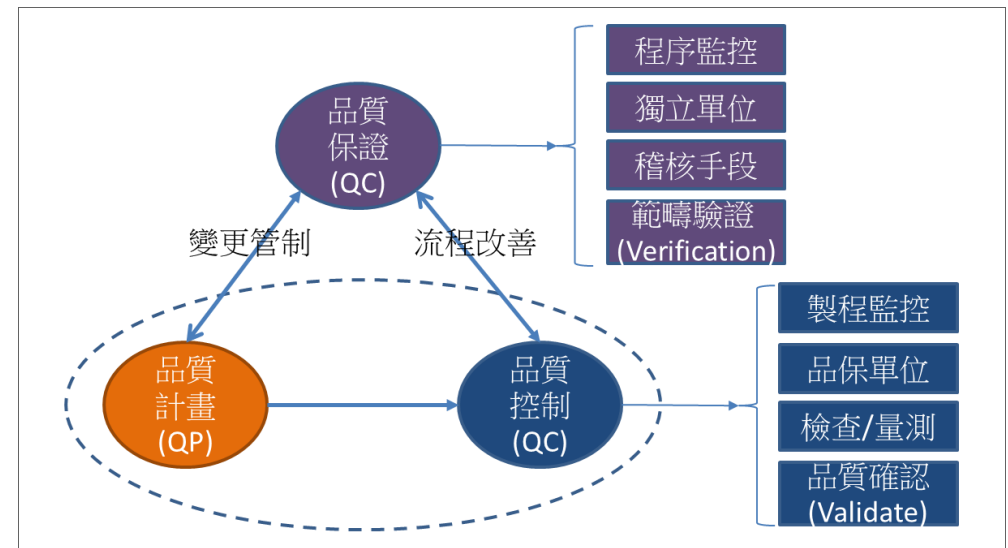 品質
保證
(QC)
程序監控
獨立單位
稽核手段
範疇驗證
(Verification)
變更管制
流程改善
品質
計畫
(QP)
品質
控制
(QC)
製程監控
品保單位
檢查/量測
品質確認
(Validate)